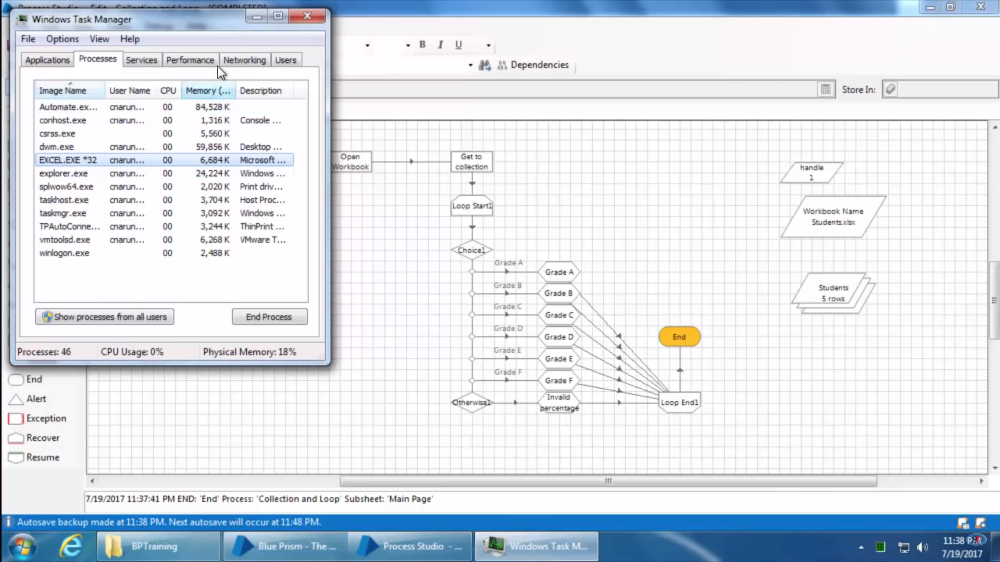 Process Studio - Edit - Collection and Loop - [COMPLETED]
Windows Task Manager
File Options View Help
Applications Processes Services Performance Networking Users
Image Name User Name CPU Memory (... Description
Automate.ex... cnarun... 00 84,528 K
conhost.exe cnarun... 00 1,316 K Console ...
csrss.exe 00 5,560 K
dwm.exe cnarun... 00 59,856 K Desktop ...
EXCEL.EXE *32 cnarun... 00 6,684 K Microsoft ...
explorer.exe cnarun... 00 24,224 K Windows ...
splwow64.exe cnarun... 00 2,020 K Print driv...
taskhost.exe cnarun... 00 3,704 K Host Proc...
taskmgr.exe cnarun... 00 3,092 K Windows ...
TPAutoConne... cnarun... 00 3,244 K ThinPrint ...
vmtoolsd.exe cnarun... 00 6,268 K VMware T...
winlogon.exe 00 2,488 K
Show processes from all users End Process
Processes: 46 CPU Usage: 0% Physical Memory: 18%
B I U
Dependencies
Store In:
Open
Workbook
Get to
collection
Loop Start1
Choice1
Grade A Grade A
Grade B Grade B
Grade C Grade C
Grade D Grade D
Grade E Grade E
Grade F Grade F
Otherwise1
Invalid
percentage
Loop End1
End
handle
1
Workbook Name
Students.xlsx
Students
5 rows
End
Alert
Exception
Recover
Resume
7/19/2017 11:37:41 PM END: 'End' Process: 'Collection and Loop' Subsheet: 'Main Page'
Autosave backup made at 11:38 PM. Next autosave will occur at 11:48 PM.
BPTraining Blue Prism - The ... Process Studio - ... Windows Task M...
11:38 PM
7/19/2017